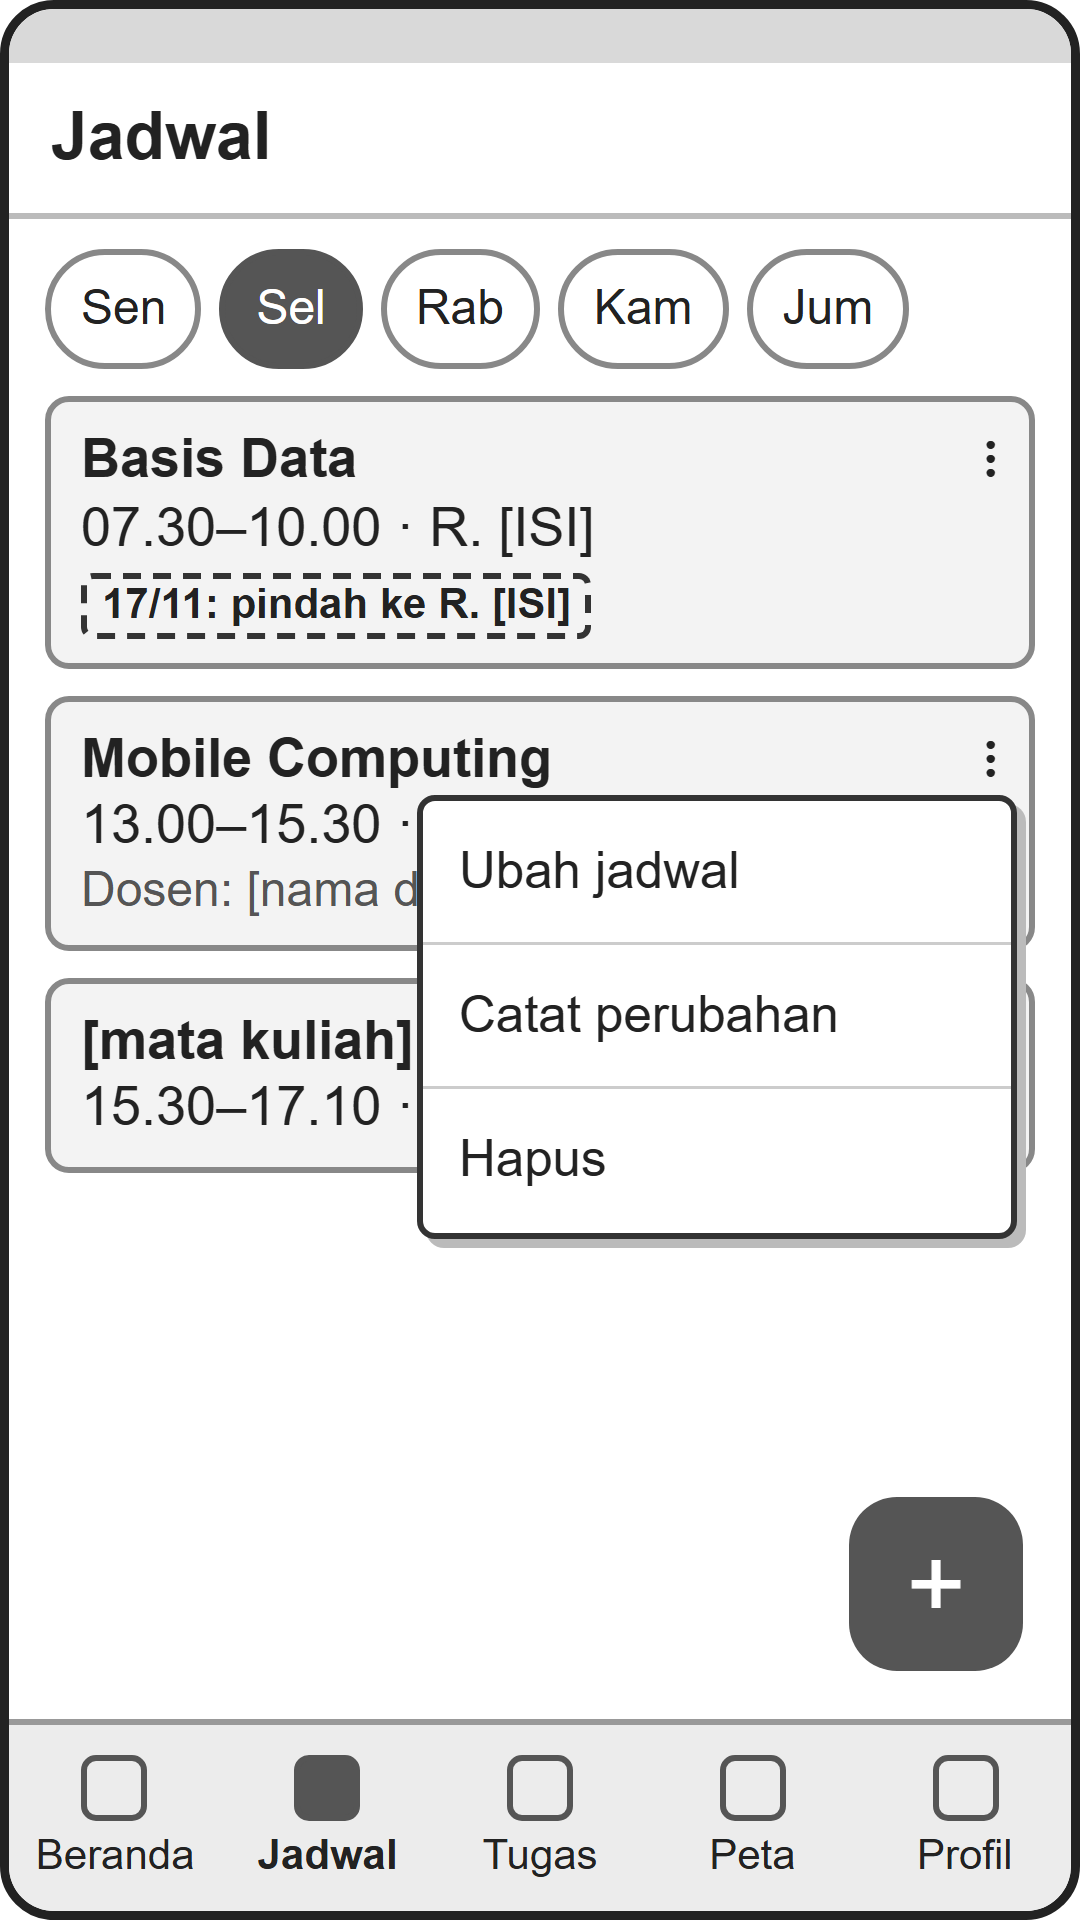 Jadwal
Sen Sel Rab Kam Jum
Basis Data
07.30–10.00 · R. [ISI]
17/11: pindah ke R. [ISI]
Mobile Computing
13.00–15.30 ·
Dosen: [nama d
Ubah jadwal
Catat perubahan
Hapus
[mata kuliah]
15.30–17.10 ·
+
Beranda Jadwal Tugas Peta Profil